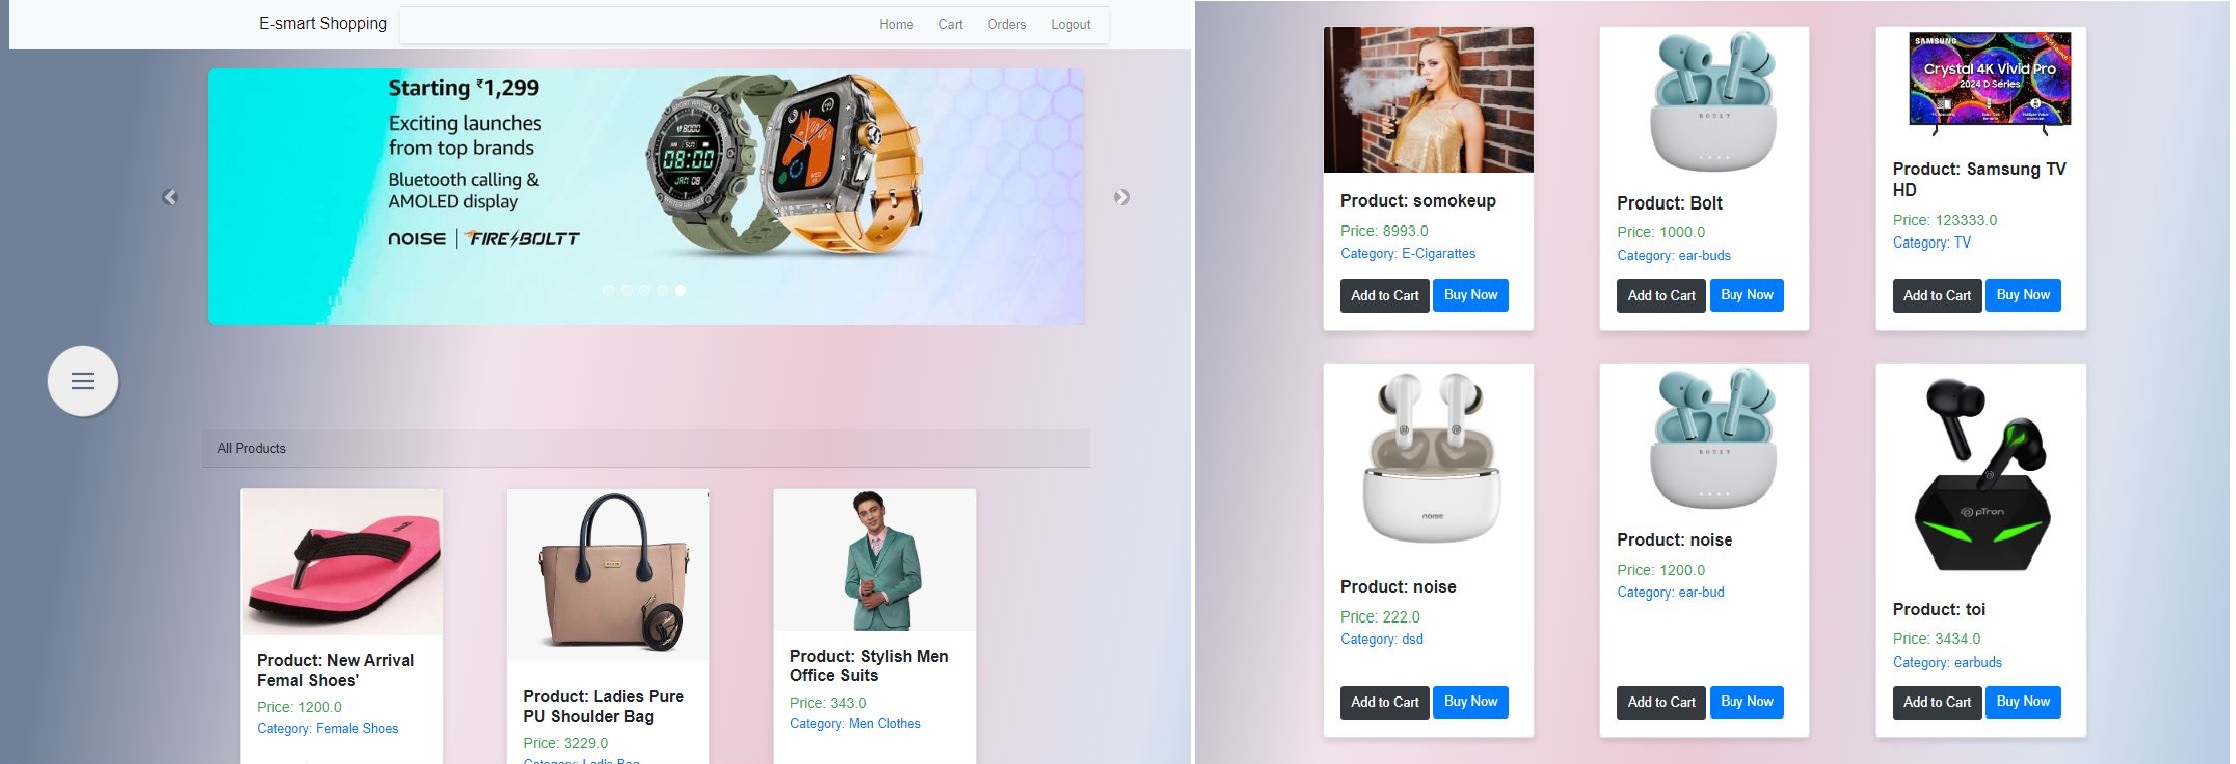 E-smart Shopping
Home Cart Orders Logout
Starting ₹1,299
Exciting launches
from top brands
Bluetooth calling &
AMOLED display
noise | FIRE-BOLTT
08:00
JAN 08
All Products
Product: New Arrival
Femal Shoes'
Price: 1200.0
Category: Female Shoes
Product: Ladies Pure
PU Shoulder Bag
Price: 3229.0
Category: Ladis Bag
Product: Stylish Men
Office Suits
Price: 343.0
Category: Men Clothes
Product: somokeup
Price: 8993.0
Category: E-Cigarattes
Add to Cart Buy Now
Product: Bolt
Price: 1000.0
Category: ear-buds
Add to Cart Buy Now
SAMSUNG
Crystal 4K Vivid Pro
2024 D Series
Product: Samsung TV
HD
Price: 123333.0
Category: TV
Add to Cart Buy Now
noise
Product: noise
Price: 222.0
Category: dsd
Add to Cart Buy Now
Product: noise
Price: 1200.0
Category: ear-bud
Add to Cart Buy Now
pTron
Product: toi
Price: 3434.0
Category: earbuds
Add to Cart Buy Now